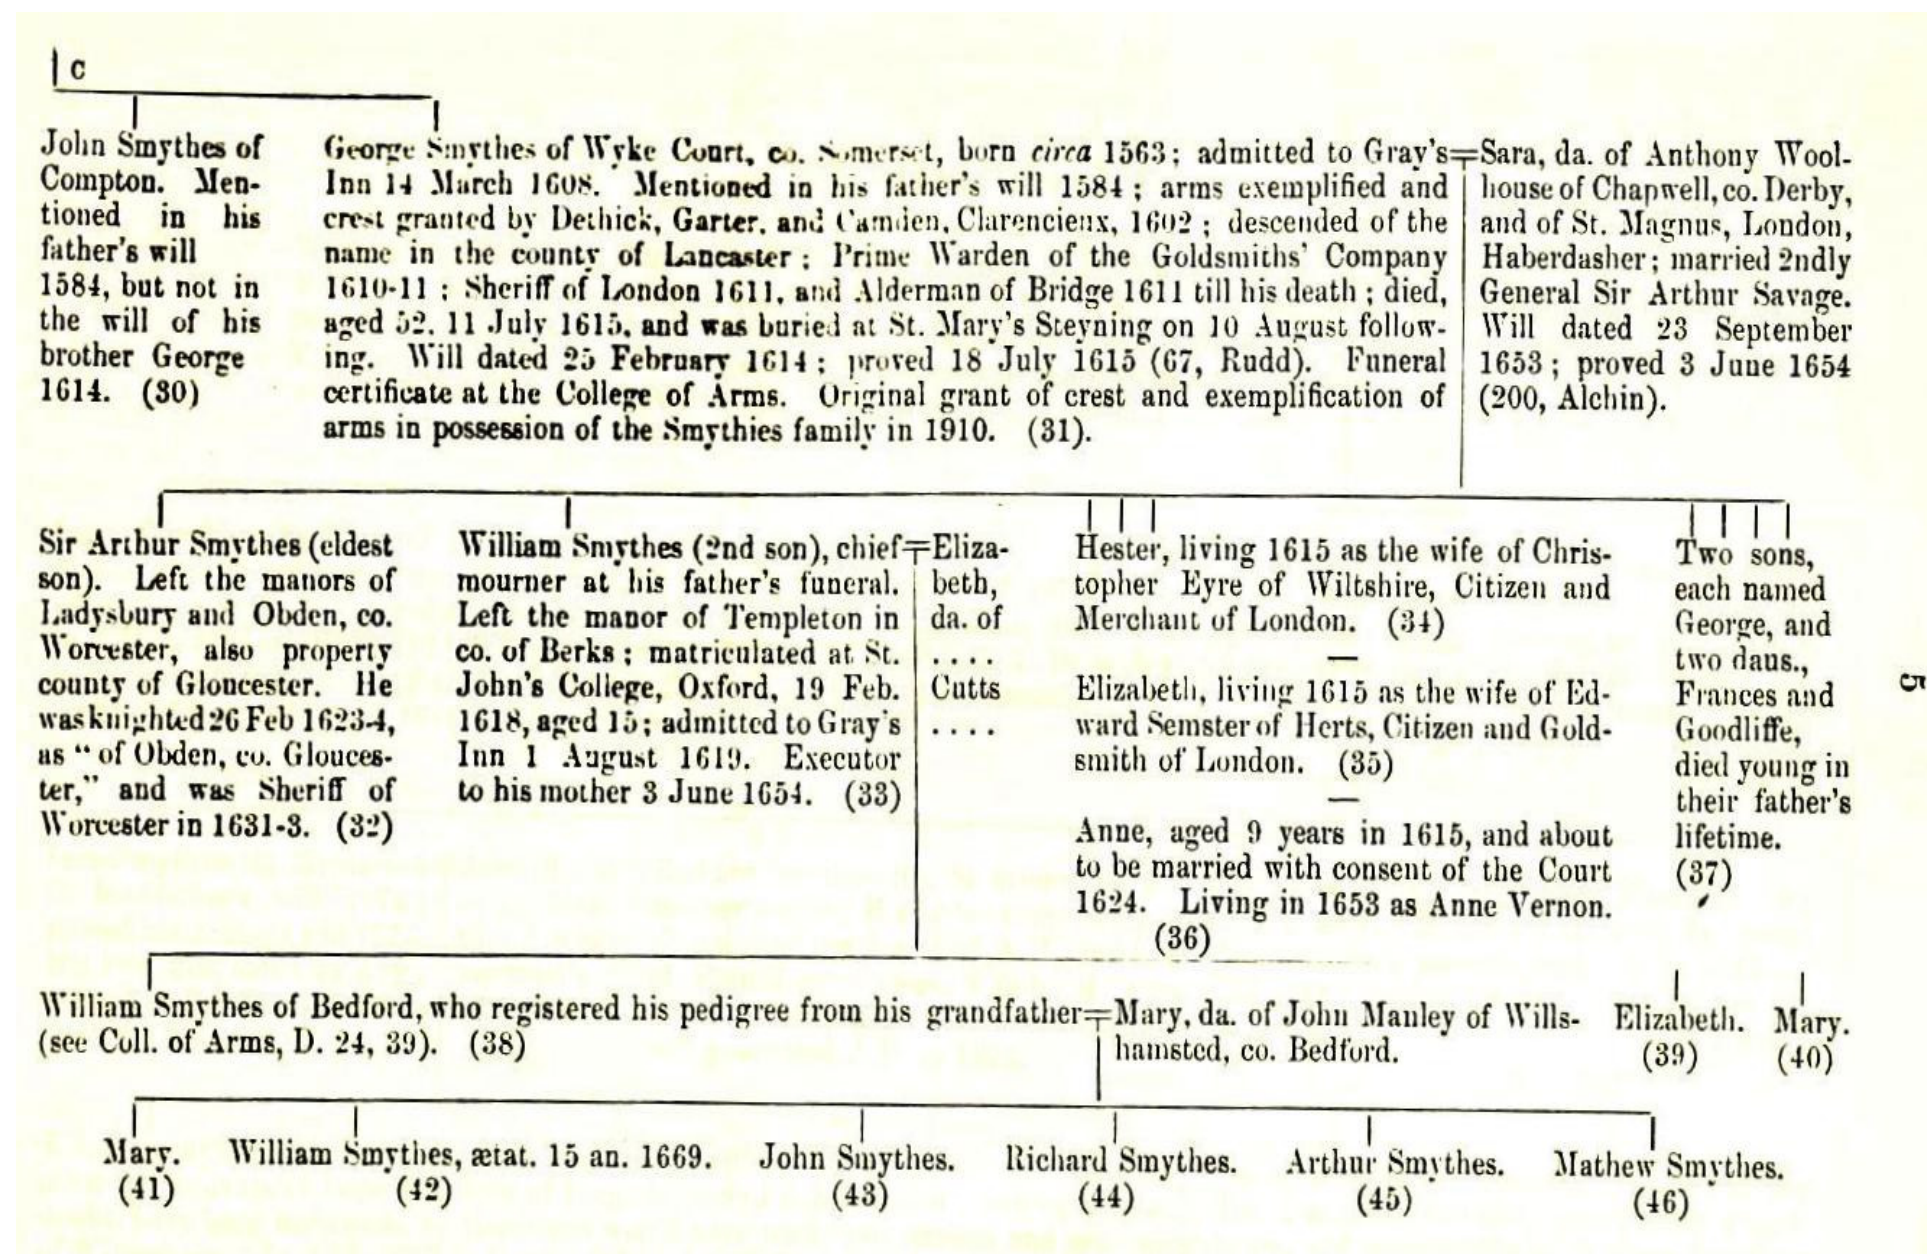 c
John Smythes of
Compton. Men-
tioned in his
father's will
1584, but not in
the will of his
brother George
1614. (30)
George Smythes of Wyke Court, co. Somerset, born circa 1563; admitted to Gray's
Inn 14 March 1608. Mentioned in his father's will 1584; arms exemplified and
crest granted by Dethick, Garter, and Camden, Clarencieux, 1602; descended of the
name in the county of Lancaster; Prime Warden of the Goldsmiths' Company
1610-11; Sheriff of London 1611, and Alderman of Bridge 1611 till his death; died,
aged 52, 11 July 1615, and was buried at St. Mary's Steyning on 10 August follow-
ing. Will dated 25 February 1614; proved 18 July 1615 (67, Rudd). Funeral
certificate at the College of Arms. Original grant of crest and exemplification of
arms in possession of the Smythies family in 1910. (31).
Sara, da. of Anthony Wool-
house of Chapwell, co. Derby,
and of St. Magnus, London,
Haberdasher; married 2ndly
General Sir Arthur Savage.
Will dated 23 September
1653; proved 3 June 1654
(200, Alchin).
Sir Arthur Smythes (eldest
son). Left the manors of
Ladysbury and Obden, co.
Worcester, also property
county of Gloucester. He
was knighted 26 Feb 1623-4,
as "of Obden, co. Glouces-
ter," and was Sheriff of
Worcester in 1631-3. (32)
William Smythes (2nd son), chief
mourner at his father's funeral.
Left the manor of Templeton in
co. of Berks; matriculated at St.
John's College, Oxford, 19 Feb.
1618, aged 15; admitted to Gray's
Inn 1 August 1619. Executor
to his mother 3 June 1654. (33)
Eliza-
beth,
da. of
. . . .
Cutts
. . . .
Hester, living 1615 as the wife of Chris-
topher Eyre of Wiltshire, Citizen and
Merchant of London. (34)
—
Elizabeth, living 1615 as the wife of Ed-
ward Semster of Herts, Citizen and Gold-
smith of London. (35)
—
Anne, aged 9 years in 1615, and about
to be married with consent of the Court
1624. Living in 1653 as Anne Vernon.
(36)
Two sons,
each named
George, and
two daus.,
Frances and
Goodliffe,
died young in
their father's
lifetime.
(37)
5
William Smythes of Bedford, who registered his pedigree from his grandfather
(see Coll. of Arms, D. 24, 39). (38)
Mary, da. of John Manley of Wills-
hamsted, co. Bedford.
Elizabeth.
(39)
Mary.
(40)
Mary.
(41)
William Smythes, ætat. 15 an. 1669.
(42)
John Smythes.
(43)
Richard Smythes.
(44)
Arthur Smythes.
(45)
Mathew Smythes.
(46)